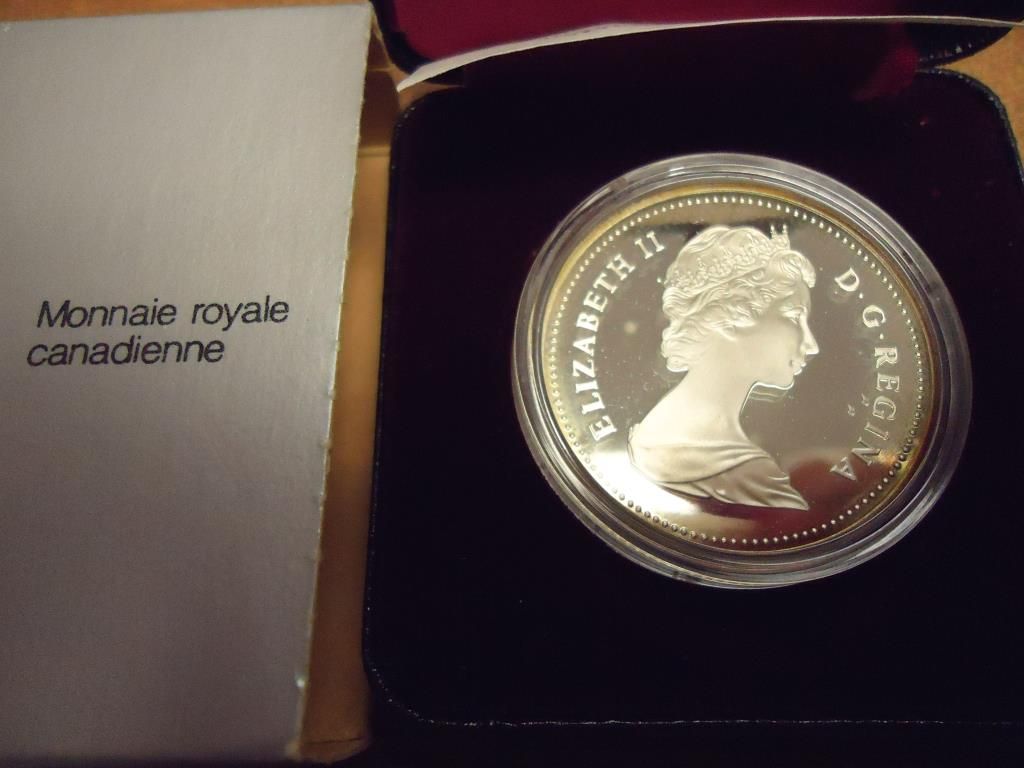 Monnaie royale
canadienne
ELIZABETH II
D·G·REGINA